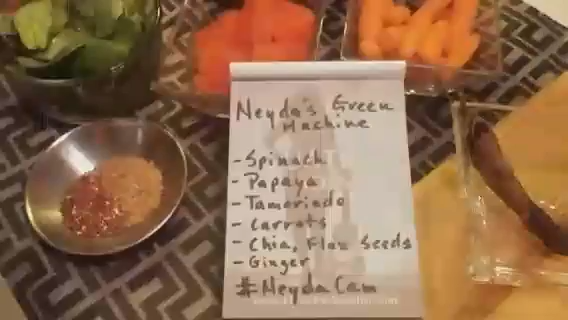 Neyda's Green
Machine
- Spinach
- Papaya
- Tamarindo
- Carrots
- Chia, Flax Seeds
- Ginger
#NeydaCam